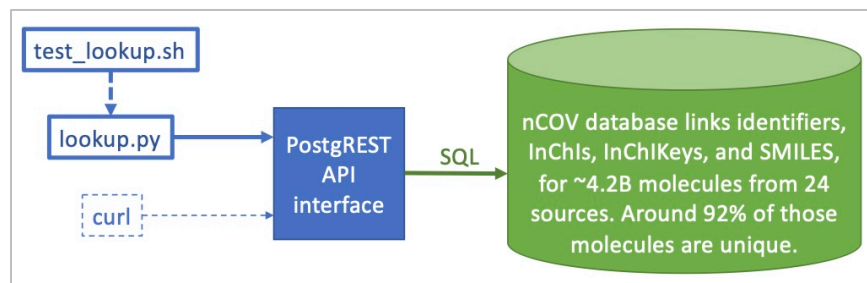 test_lookup.sh
lookup.py
curl
PostgREST
API
interface
SQL
nCOV database links identifiers,
InChIs, InChIKeys, and SMILES,
for ~4.2B molecules from 24
sources. Around 92% of those
molecules are unique.